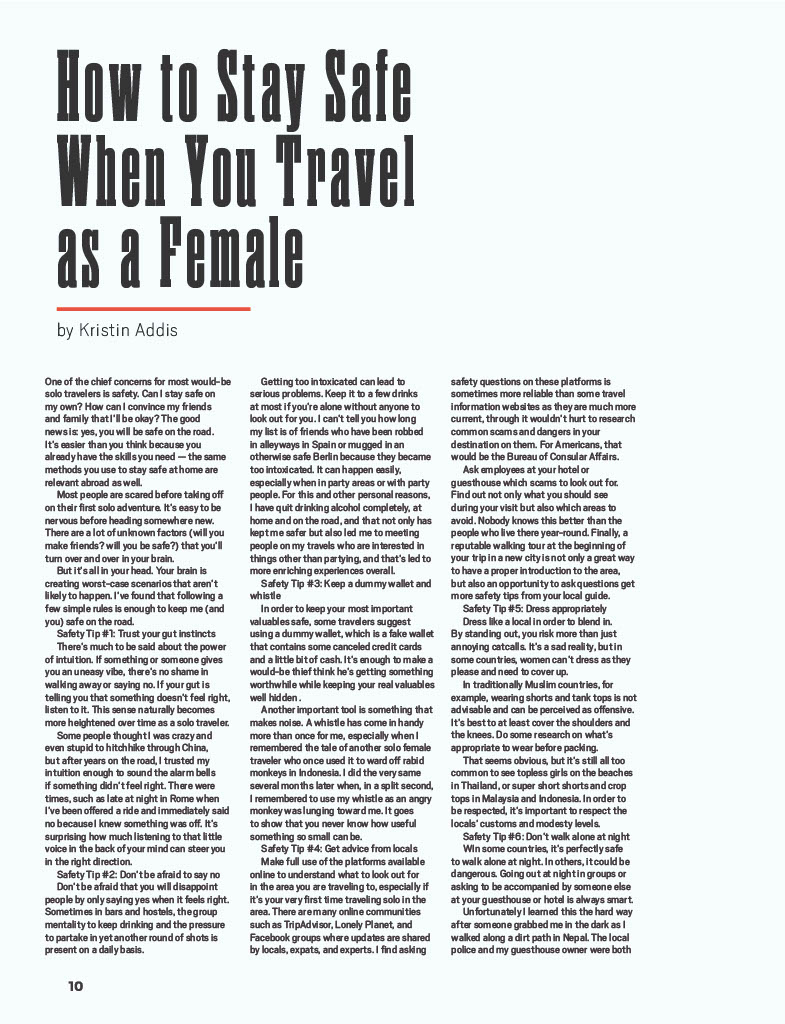 How to Stay Safe
When You Travel
as a Female
by Kristin Addis
One of the chief concerns for most would-be
solo travelers is safety. Can I stay safe on
my own? How can I convince my friends
and family that I'll be okay? The good
news is: yes, you will be safe on the road.
It's easier than you think because you
already have the skills you need — the same
methods you use to stay safe at home are
relevant abroad as well.
Most people are scared before taking off
on their first solo adventure. It's easy to be
nervous before heading somewhere new.
There are a lot of unknown factors (will you
make friends? will you be safe?) that you'll
turn over and over in your brain.
But it's all in your head. Your brain is
creating worst-case scenarios that aren't
likely to happen. I've found that following a
few simple rules is enough to keep me (and
you) safe on the road.
Safety Tip #1: Trust your gut instincts
There's much to be said about the power
of intuition. If something or someone gives
you an uneasy vibe, there's no shame in
walking away or saying no. If your gut is
telling you that something doesn't feel right,
listen to it. This sense naturally becomes
more heightened over time as a solo traveler.
Some people thought I was crazy and
even stupid to hitchhike through China,
but after years on the road, I trusted my
intuition enough to sound the alarm bells
if something didn't feel right. There were
times, such as late at night in Rome when
I've been offered a ride and immediately said
no because I knew something was off. It's
surprising how much listening to that little
voice in the back of your mind can steer you
in the right direction.
Safety Tip #2: Don't be afraid to say no
Don't be afraid that you will disappoint
people by only saying yes when it feels right.
Sometimes in bars and hostels, the group
mentality to keep drinking and the pressure
to partake in yet another round of shots is
present on a daily basis.
Getting too intoxicated can lead to
serious problems. Keep it to a few drinks
at most if you're alone without anyone to
look out for you. I can't tell you how long
my list is of friends who have been robbed
in alleyways in Spain or mugged in an
otherwise safe Berlin because they became
too intoxicated. It can happen easily,
especially when in party areas or with party
people. For this and other personal reasons,
I have quit drinking alcohol completely, at
home and on the road, and that not only has
kept me safer but also led me to meeting
people on my travels who are interested in
things other than partying, and that's led to
more enriching experiences overall.
Safety Tip #3: Keep a dummy wallet and
whistle
In order to keep your most important
valuables safe, some travelers suggest
using a dummy wallet, which is a fake wallet
that contains some canceled credit cards
and a little bit of cash. It's enough to make a
would-be thief think he's getting something
worthwhile while keeping your real valuables
well hidden.
Another important tool is something that
makes noise. A whistle has come in handy
more than once for me, especially when I
remembered the tale of another solo female
traveler who once used it to ward off rabid
monkeys in Indonesia. I did the very same
several months later when, in a split second,
I remembered to use my whistle as an angry
monkey was lunging toward me. It goes
to show that you never know how useful
something so small can be.
Safety Tip #4: Get advice from locals
Make full use of the platforms available
online to understand what to look out for
in the area you are traveling to, especially if
it's your very first time traveling solo in the
area. There are many online communities
such as TripAdvisor, Lonely Planet, and
Facebook groups where updates are shared
by locals, expats, and experts. I find asking
safety questions on these platforms is
sometimes more reliable than some travel
information websites as they are much more
current, through it wouldn't hurt to research
common scams and dangers in your
destination on them. For Americans, that
would be the Bureau of Consular Affairs.
Ask employees at your hotel or
guesthouse which scams to look out for.
Find out not only what you should see
during your visit but also which areas to
avoid. Nobody knows this better than the
people who live there year-round. Finally, a
reputable walking tour at the beginning of
your trip in a new city is not only a great way
to have a proper introduction to the area,
but also an opportunity to ask questions get
more safety tips from your local guide.
Safety Tip #5: Dress appropriately
Dress like a local in order to blend in.
By standing out, you risk more than just
annoying catcalls. It's a sad reality, but in
some countries, women can't dress as they
please and need to cover up.
In traditionally Muslim countries, for
example, wearing shorts and tank tops is not
advisable and can be perceived as offensive.
It's best to at least cover the shoulders and
the knees. Do some research on what's
appropriate to wear before packing.
That seems obvious, but it's still all too
common to see topless girls on the beaches
in Thailand, or super short shorts and crop
tops in Malaysia and Indonesia. In order to
be respected, it's important to respect the
locals' customs and modesty levels.
Safety Tip #6: Don't walk alone at night
WIn some countries, it's perfectly safe
to walk alone at night. In others, it could be
dangerous. Going out at night in groups or
asking to be accompanied by someone else
at your guesthouse or hotel is always smart.
Unfortunately I learned this the hard way
after someone grabbed me in the dark as I
walked along a dirt path in Nepal. The local
police and my guesthouse owner were both
10